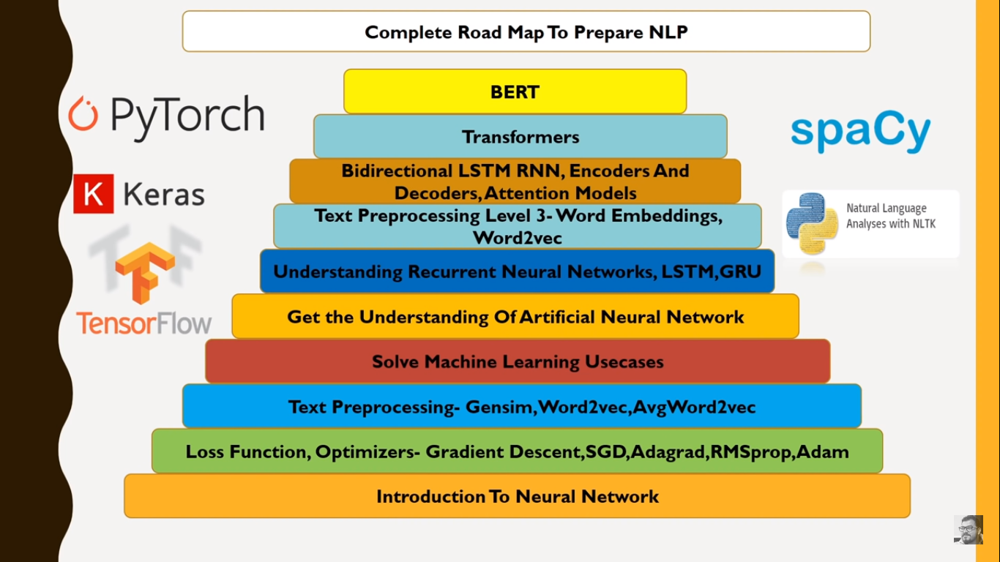 Complete Road Map To Prepare NLP
BERT
Transformers
Bidirectional LSTM RNN, Encoders And
Decoders, Attention Models
Text Preprocessing Level 3- Word Embeddings,
Word2vec
Understanding Recurrent Neural Networks, LSTM,GRU
Get the Understanding Of Artificial Neural Network
Solve Machine Learning Usecases
Text Preprocessing- Gensim,Word2vec,AvgWord2vec
Loss Function, Optimizers- Gradient Descent,SGD,Adagrad,RMSprop,Adam
Introduction To Neural Network
PyTorch
K Keras
TensorFlow
spaCy
Natural Language
Analyses with NLTK